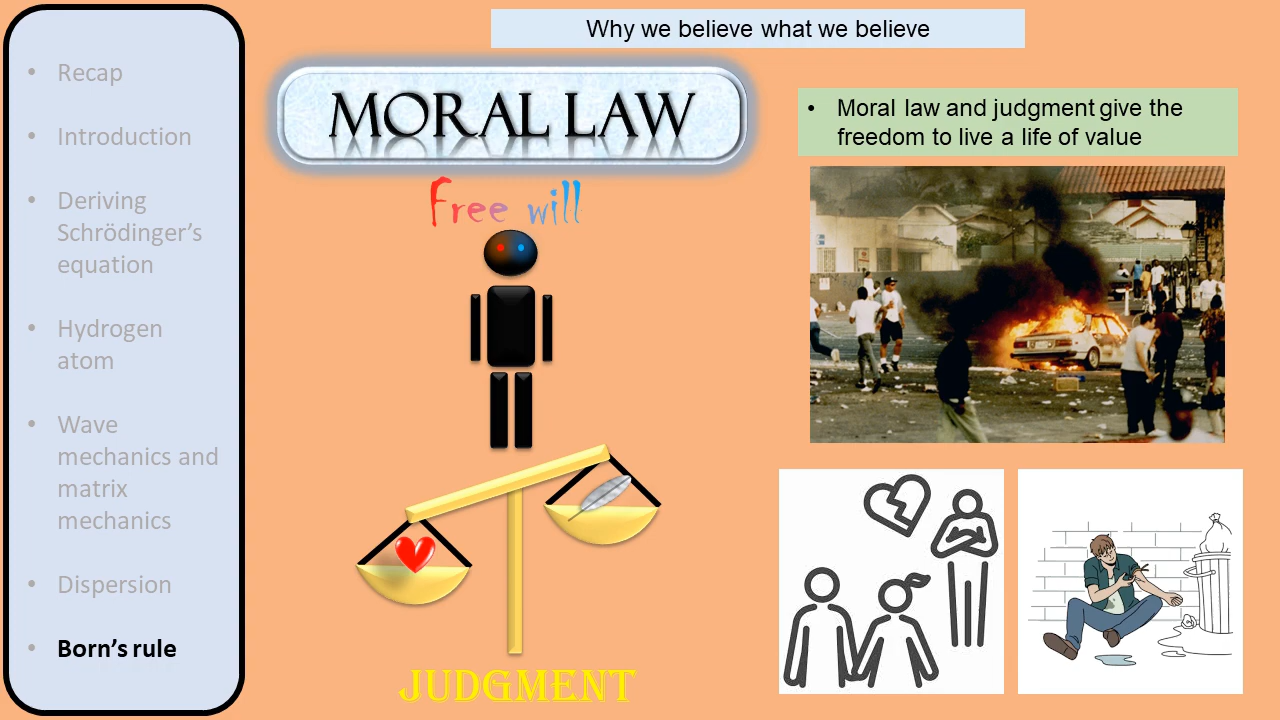 Why we believe what we believe
• Recap
• Introduction
• Deriving
Schrödinger’s
equation
• Hydrogen
atom
• Wave
mechanics and
matrix
mechanics
• Dispersion
• Born’s rule
MORAL LAW
Free will
JUDGMENT
• Moral law and judgment give the
freedom to live a life of value